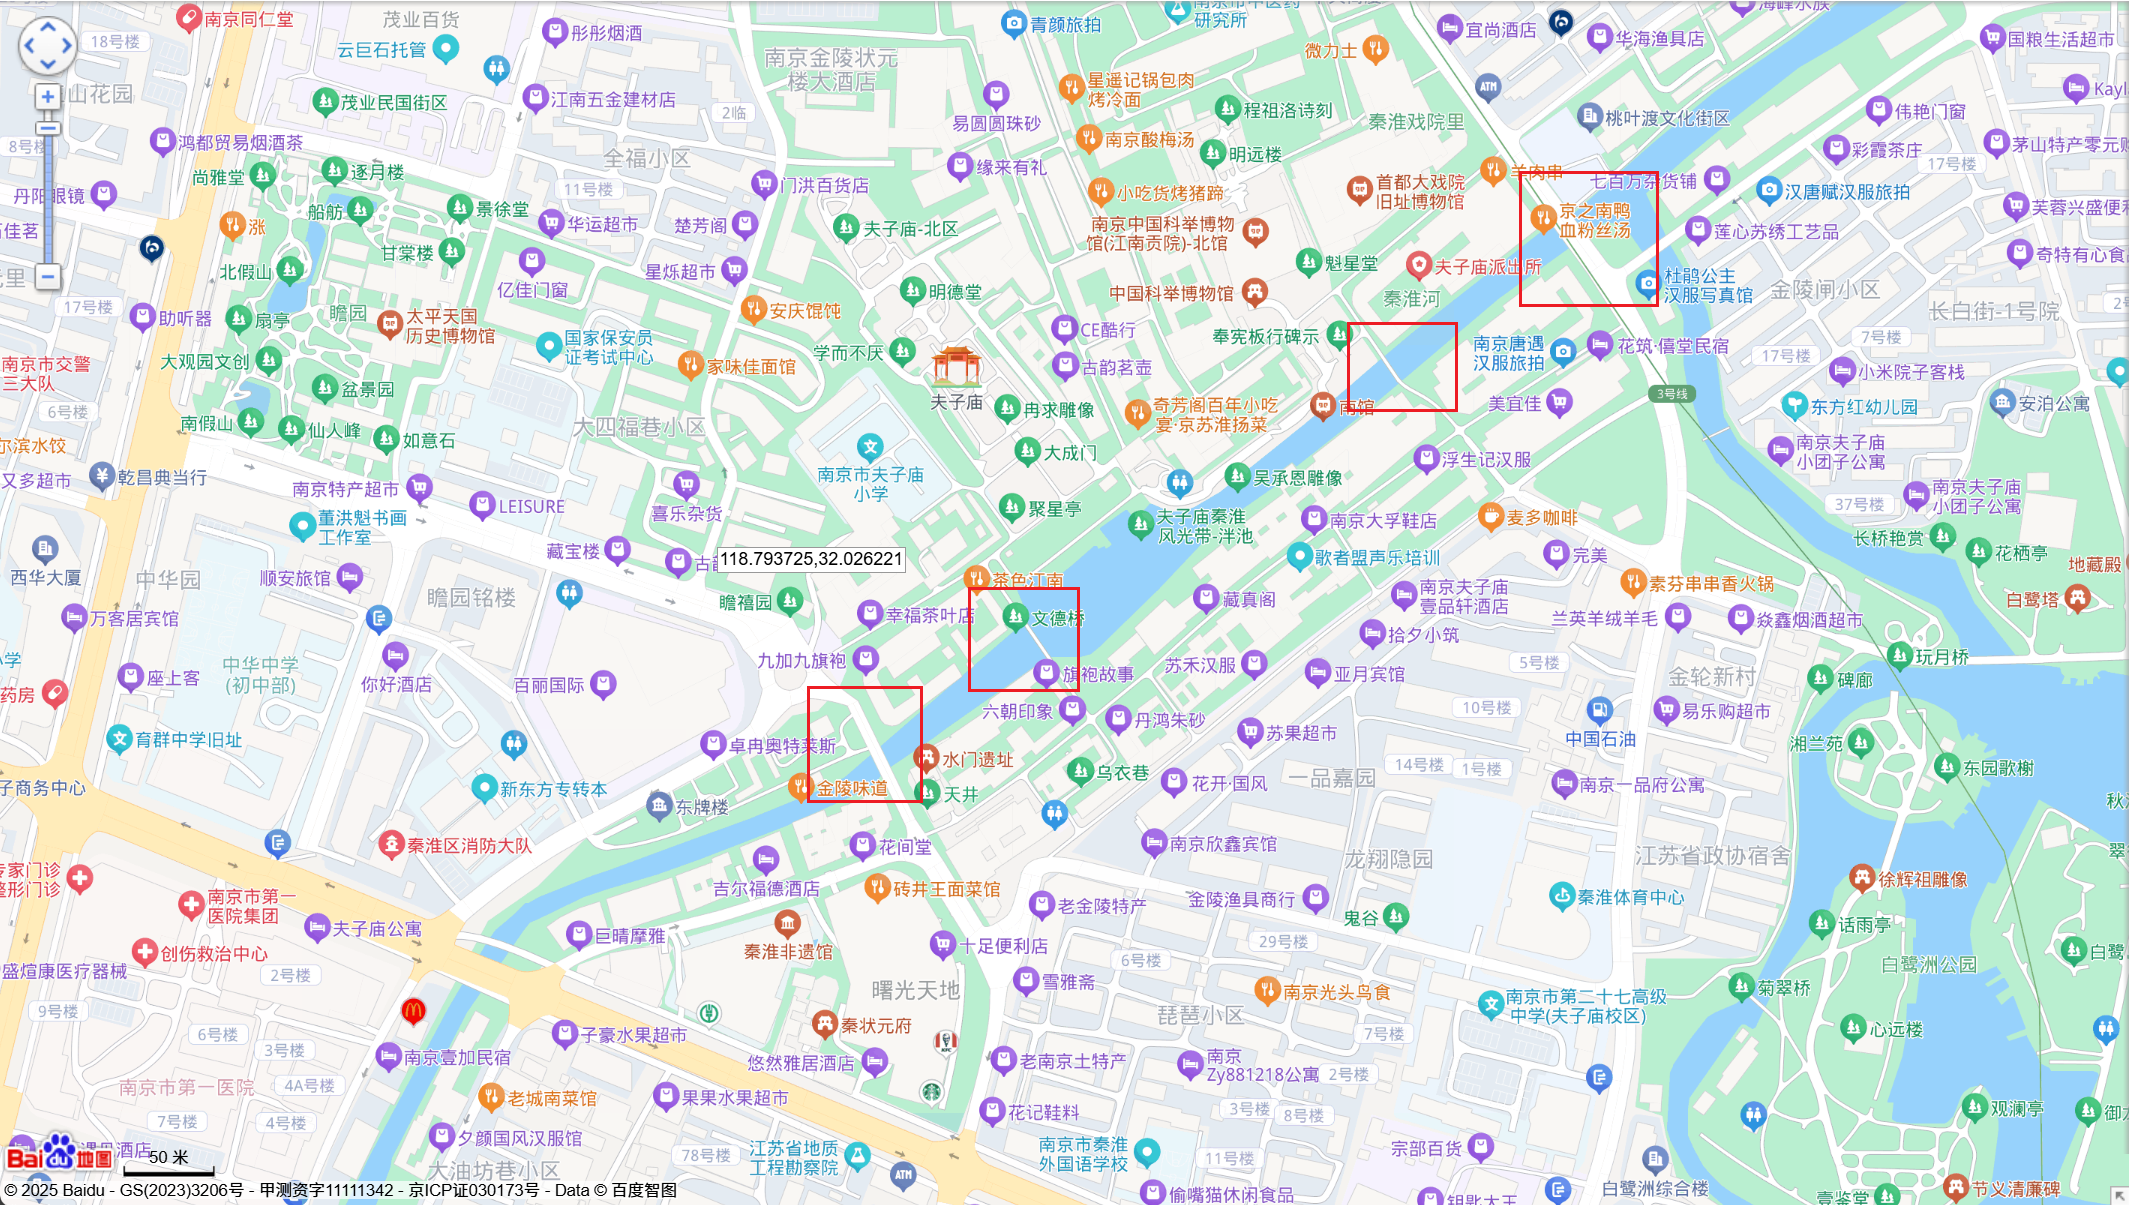 南京同仁堂
茂业百货
18号楼
云巨石托管
彤彤烟酒
青颜旅拍
研究所
微力士
宜尚酒店
华海渔具店
国粮生活超市
南京金陵状元
楼大酒店
山花园
茂业民国街区
江南五金建材店
2临
易圆圆珠砂
星遥记锅包肉
烤冷面
程祖洛诗刻
秦淮戏院里
ATM
桃叶渡文化街区
伟艳门窗
鸿都贸易烟酒茶
8号楼
全福小区
南京酸梅汤
明远楼
彩霞茶庄
17号楼
尚雅堂
逐月楼
11号楼
门洪百货店
缘来有礼
小吃货烤猪蹄
首都大戏院
旧址博物馆
羊肉串
七百万杂货铺
汉唐赋汉服旅拍
船舫
景徐堂
华运超市
楚芳阁
夫子庙-北区
南京中国科举博物
馆(江南贡院)-北馆
京之南鸭
血粉丝汤
莲心苏绣工艺品
涨
甘棠楼
星烁超市
魁星堂
夫子庙派出所
奇特有心食品
北假山
亿佳门窗
明德堂
中国科举博物馆
秦淮河
杜鹃公主
汉服写真馆
金陵闸小区
长白街-1号院
17号楼
助听器
扇亭
瞻园
太平天国
历史博物馆
国家保安员
证考试中心
安庆馄饨
CE酷行
奉宪板行碑示
南京唐遇
汉服旅拍
花筑·僖堂民宿
7号楼
17号楼
南京市交警
三大队
大观园文创
家味佳面馆
学而不厌
古韵茗壶
小米院子客栈
6号楼
盆景园
夫子庙
冉求雕像
奇芳阁百年小吃
宴·京苏淮扬菜
南馆
美宜佳
3号线
东方红幼儿园
安泊公寓
南假山
仙人峰
如意石
大四福巷小区
大成门
浮生记汉服
南京夫子庙
小团子公寓
又多超市
乾昌典当行
南京特产超市
LEISURE
喜乐杂货
南京市夫子庙
小学
聚星亭
吴承恩雕像
夫子庙秦淮
风光带-泮池
南京大孚鞋店
麦多咖啡
37号楼
南京夫子庙
小团子公寓
董洪魁书画
工作室
藏宝楼
118.793725,32.026221
歌者盟声乐培训
完美
长桥艳赏
花栖亭
地藏殿
西华大厦
中华园
顺安旅馆
瞻园铭楼
瞻禧园
茶色江南
幸福茶叶店
文德桥
藏真阁
南京夫子庙
壹品轩酒店
素芬串串香火锅
兰英羊绒羊毛
焱鑫烟酒超市
白鹭塔
万客居宾馆
九加九旗袍
旗袍故事
苏禾汉服
拾夕小筑
亚月宾馆
5号楼
金轮新村
玩月桥
碑廊
中华中学
(初中部)
座上客
你好酒店
百丽国际
六朝印象
丹鸿朱砂
10号楼
易乐购超市
药房
育群中学旧址
卓冉奥特莱斯
水门遗址
乌衣巷
苏果超市
中国石油
湘兰苑
东园歌榭
子商务中心
新东方专转本
东牌楼
金陵味道
天井
花开·国风
一品嘉园
14号楼
1号楼
南京一品府公寓
秦淮区消防大队
花间堂
吉尔福德酒店
砖井王面菜馆
南京欣鑫宾馆
龙翔隐园
江苏省政协宿舍
徐辉祖雕像
南京市第一
医院集团
夫子庙公寓
巨晴摩雅
秦淮非遗馆
老金陵特产
金陵渔具商行
鬼谷
秦淮体育中心
话雨亭
创伤救治中心
2号楼
十足便利店
6号楼
29号楼
白鹭洲公园
盛煊康医疗器械
9号楼
曙光天地
雪雅斋
南京光头鸟食
琵琶小区
南京市第二十七高级
中学(夫子庙校区)
菊翠桥
心远楼
6号楼
3号楼
子豪水果超市
秦状元府
KFC
7号楼
南京壹加民宿
悠然雅居酒店
老南京土特产
南京
Zy881218公寓
2号楼
南京市第一医院
4A号楼
7号楼
4号楼
老城南菜馆
果果水果超市
花记鞋料
3号楼
8号楼
观澜亭
夕颜国风汉服馆
大油坊巷小区
78号楼
江苏省地质
工程勘察院
ATM
南京市秦淮
外国语学校
11号楼
宗部百货
白鹭洲综合楼
偷嘴猫休闲食品
节义清廉碑
壹鉴堂
Baidu地图
50 米
© 2025 Baidu - GS(2023)3206号 - 甲测资字11111342 - 京ICP证030173号 - Data © 百度智图